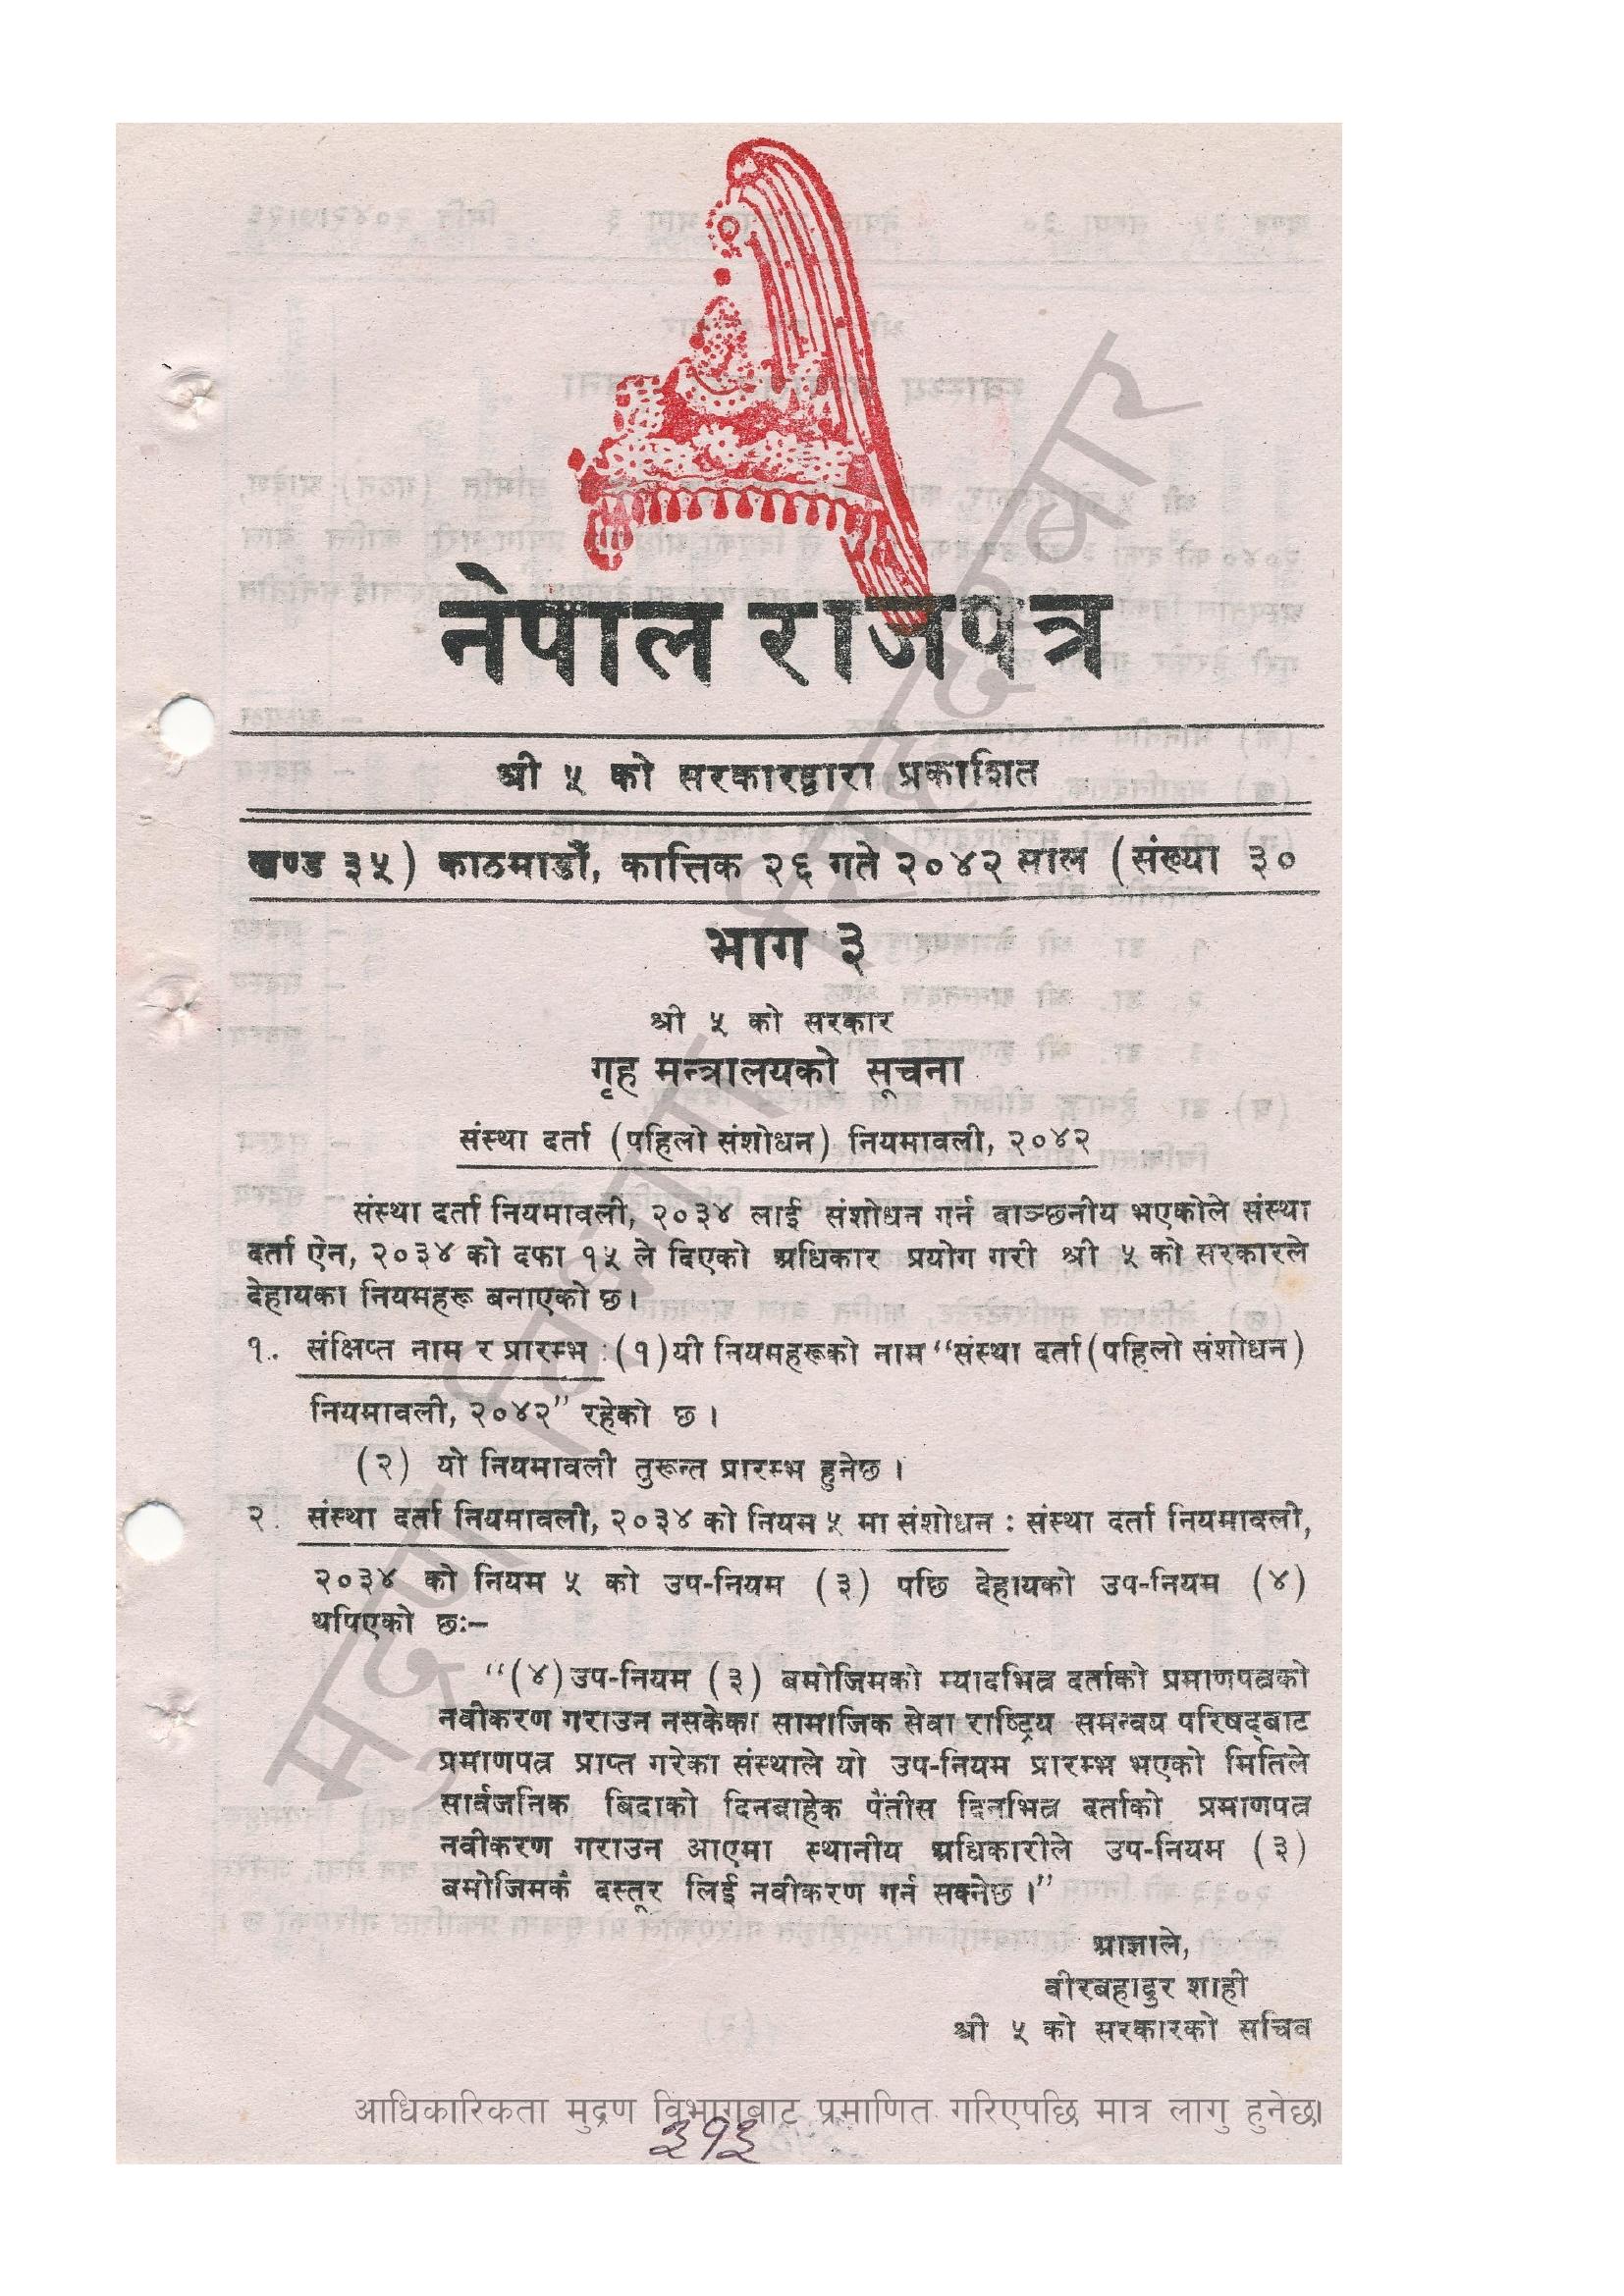 नेपाल राजपत्र
श्री ५ को सरकारद्वारा प्रकाशित
खण्ड ३५) काठमाडौं, कात्तिक २६ गते २०४२ साल (संख्या ३०
भाग ३
श्री ५ को सरकार
गृह मन्त्रालयको सूचना
संस्था दर्ता (पहिलो संशोधन) नियमावली, २०४२
संस्था दर्ता नियमावली, २०३४ लाई संशोधन गर्न वाञ्छनीय भएकोले संस्था
दर्ता ऐन, २०३४ को दफा १५ ले दिएको अधिकार प्रयोग गरी श्री ५ को सरकारले
देहायका नियमहरू बनाएको छ।
१. संक्षिप्त नाम र प्रारम्भ : (१) यी नियमहरूको नाम “संस्था दर्ता (पहिलो संशोधन)
नियमावली, २०४२” रहेको छ ।
(२) यो नियमावली तुरून्त प्रारम्भ हुनेछ ।
२. संस्था दर्ता नियमावली, २०३४ को नियम ५ मा संशोधन : संस्था दर्ता नियमावली,
२०३४ को नियम ५ को उप-नियम (३) पछि देहायको उप-नियम (४)
थपिएको छः–
“(४) उप-नियम (३) बमोजिमको म्यादभित्र दर्ताको प्रमाणपत्रको
नवीकरण गराउन नसकेका सामाजिक सेवा राष्ट्रिय समन्वय परिषद्बाट
प्रमाणपत्र प्राप्त गरेका संस्थाले यो उप-नियम प्रारम्भ भएको मितिले
सार्वजनिक बिदाको दिनबाहेक पैंतीस दिनभित्र दर्ताको प्रमाणपत्र
नवीकरण गराउन आएमा स्थानीय अधिकारीले उप-नियम (३)
बमोजिमकै दस्तूर लिई नवीकरण गर्न सक्नेछ ।”
आज्ञाले,
वीरबहादुर शाही
श्री ५ को सरकारको सचिव
आधिकारिकता मुद्रण विभागबाट प्रमाणित गरिएपछि मात्र लागु हुनेछ।
३१३